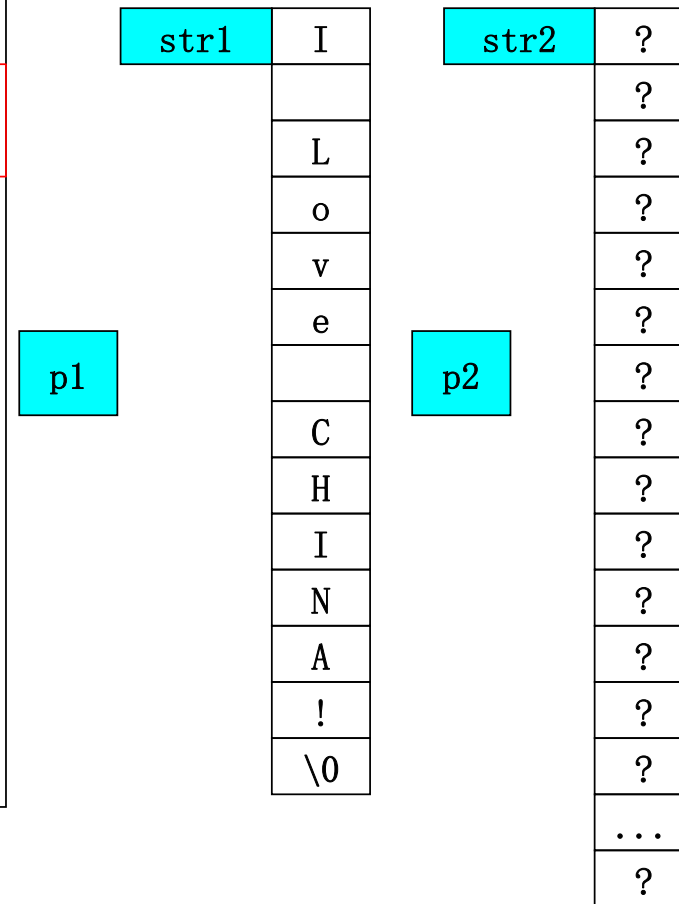 str1 I str2 ?
?
L ?
o ?
v ?
e ?
p1 p2 ?
C ?
H ?
I ?
N ?
A ?
! ?
\0 ?
...
?